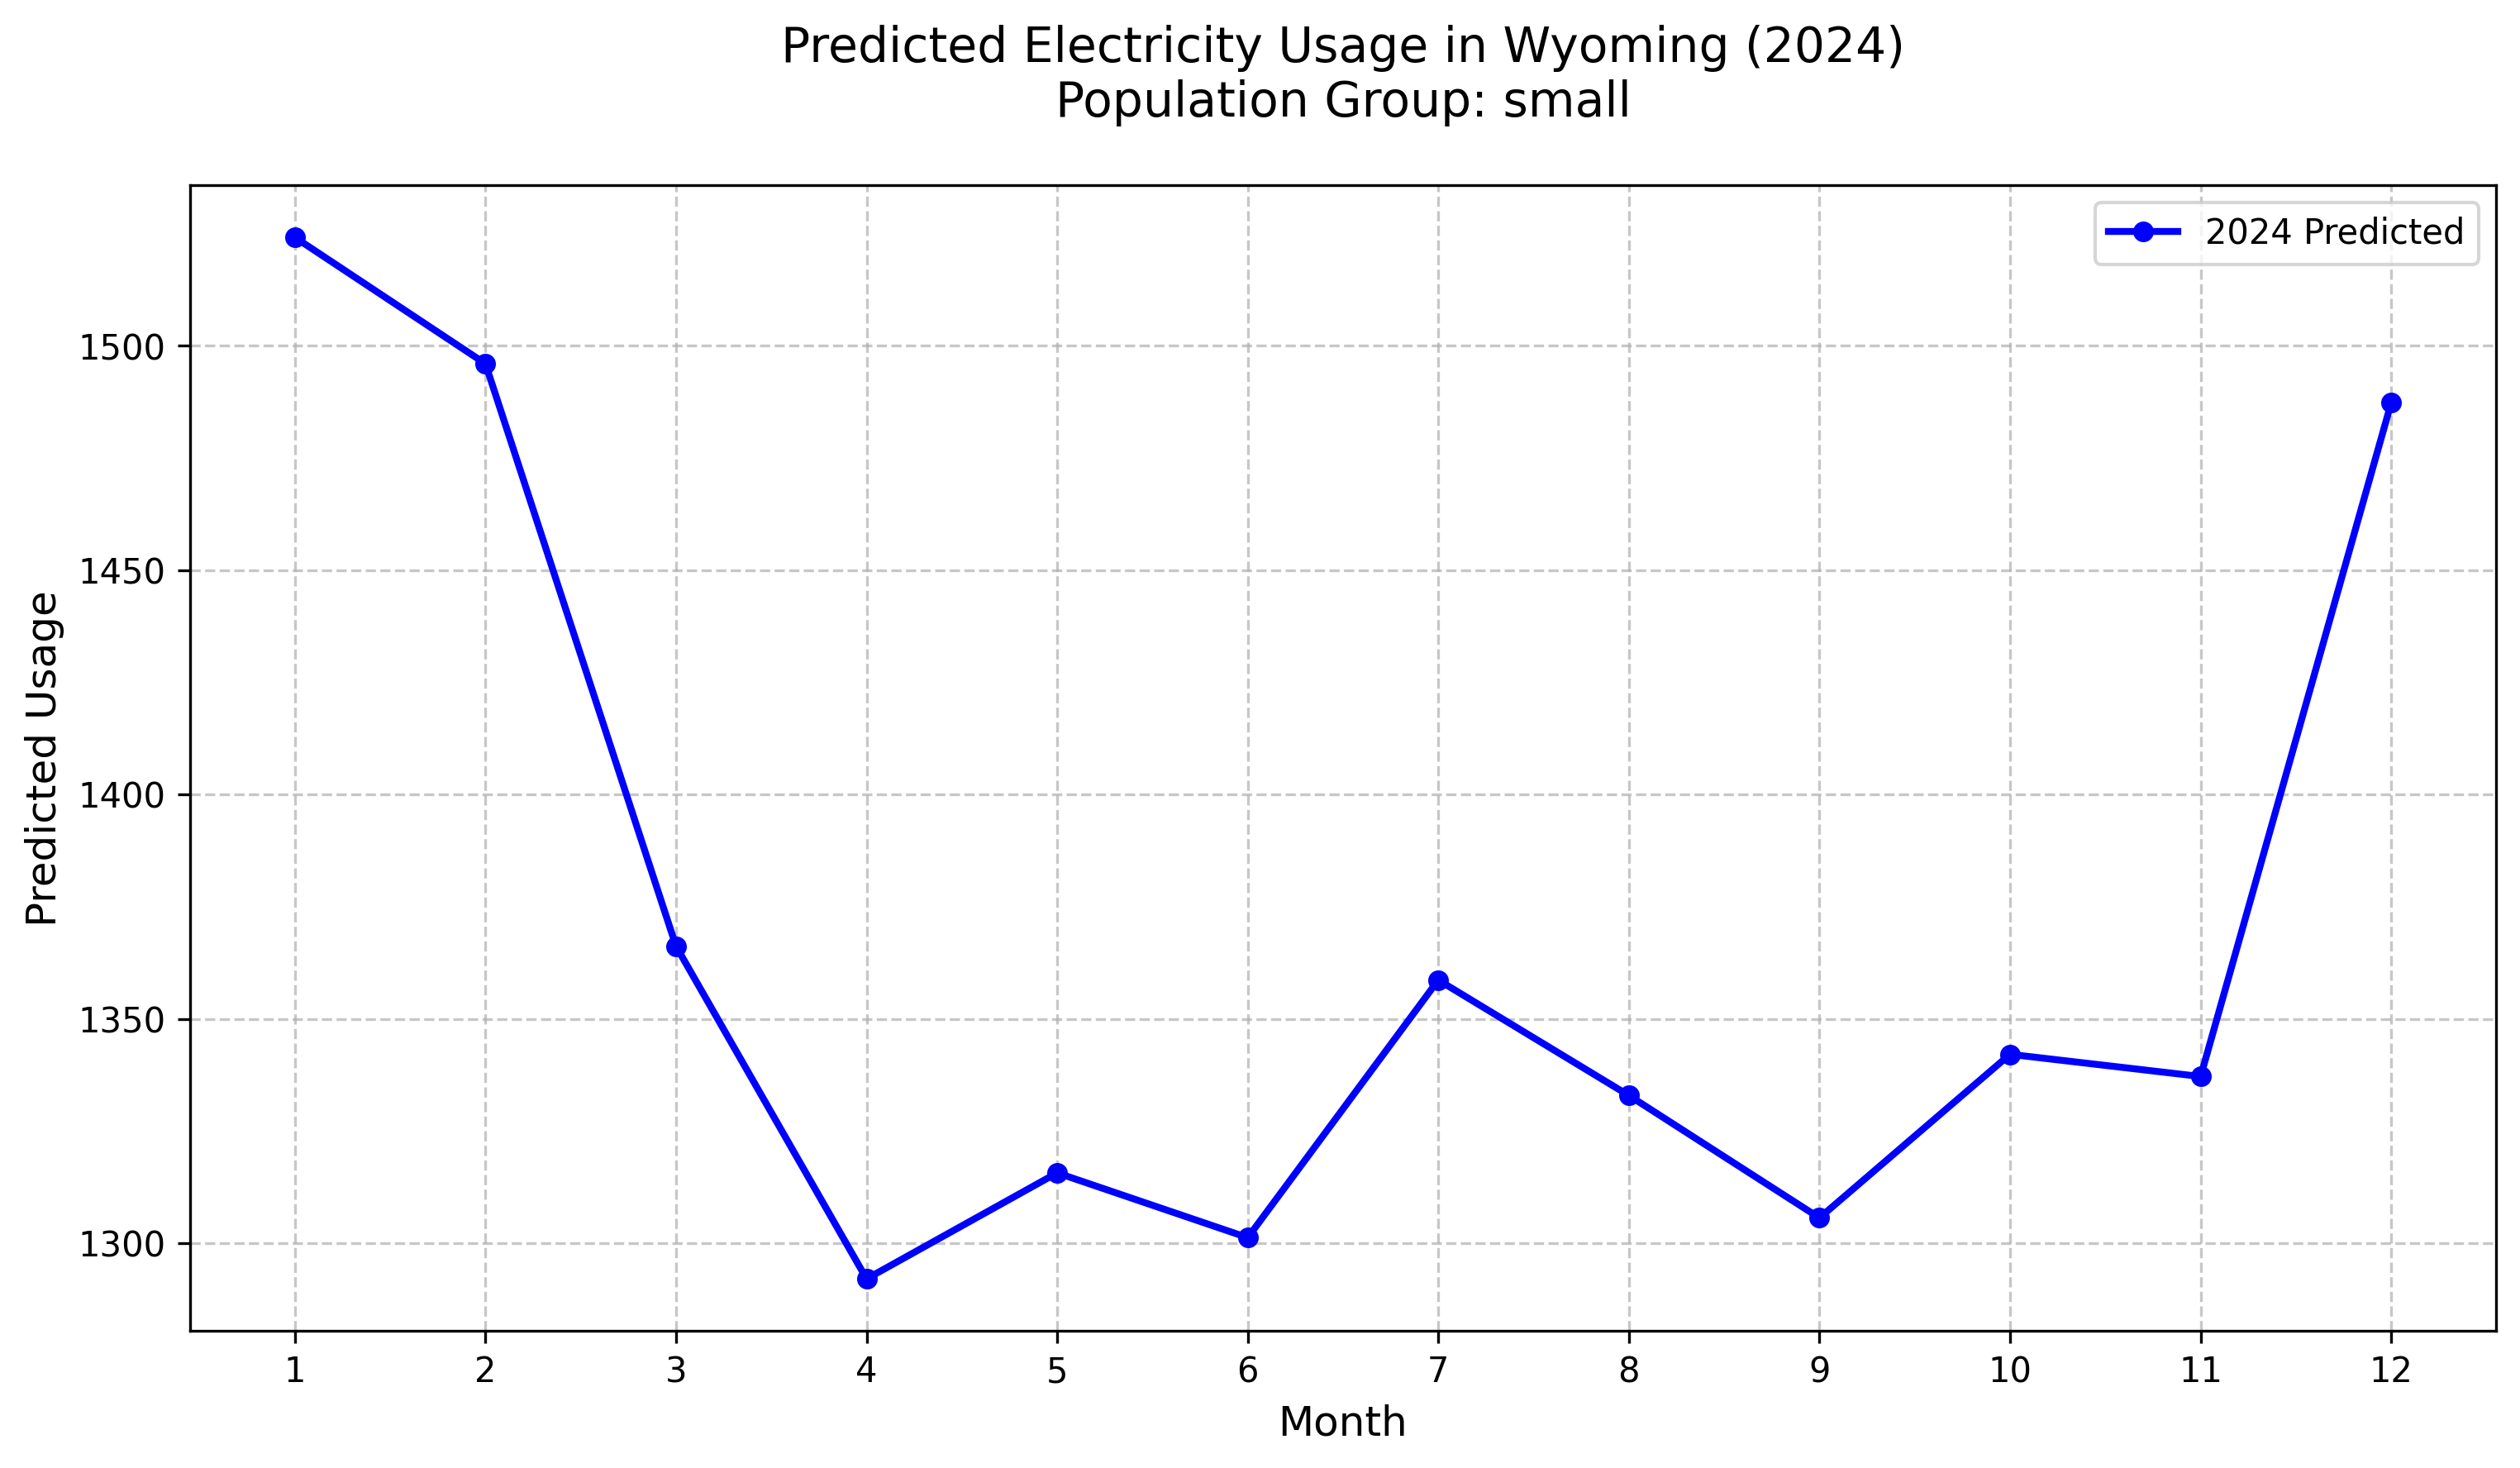 Predicted Electricity Usage in Wyoming (2024)
Population Group: small
2024 Predicted
Predicted Usage
1500
1450
1400
1350
1300
1 2 3 4 5 6 7 8 9 10 11 12
Month